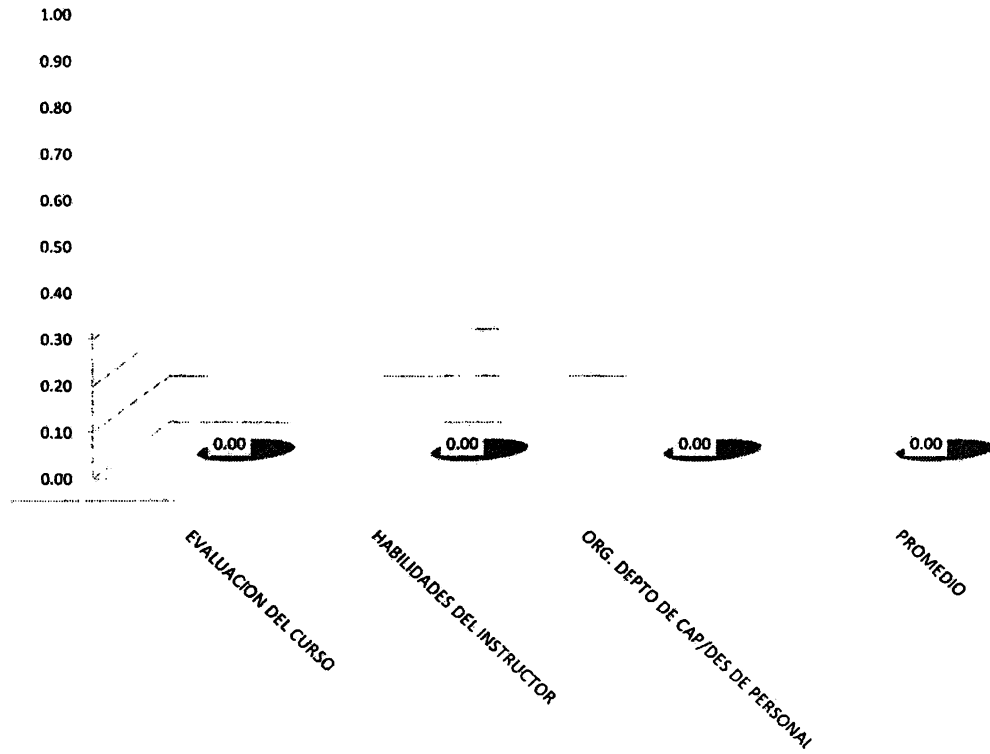 1.00
0.90
0.80
0.70
0.60
0.50
0.40
0.30
0.20
0.10
0.00
0.00 0.00 0.00 0.00
EVALUACION DEL CURSO
HABILIDADES DEL INSTRUCTOR
ORG. DEPTO DE CAP/DES DE PERSONAL
PROMEDIO